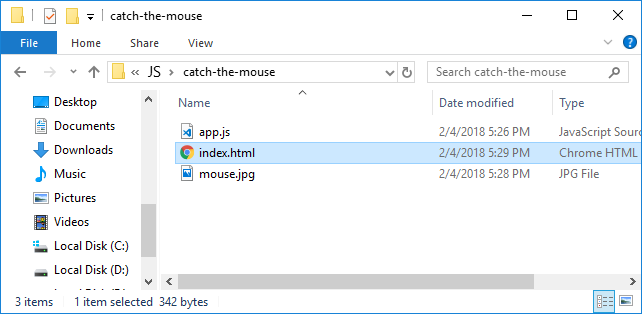 catch-the-mouse
File Home Share View
« JS › catch-the-mouse Search catch-the-mouse
Name Date modified Type
Desktop
Documents
Downloads
Music
Pictures
Videos
Local Disk (C:)
Local Disk (D:)
app.js 2/4/2018 5:26 PM JavaScript Sourc
index.html 2/4/2018 5:29 PM Chrome HTML
mouse.jpg 2/4/2018 5:28 PM JPG File
3 items 1 item selected 342 bytes